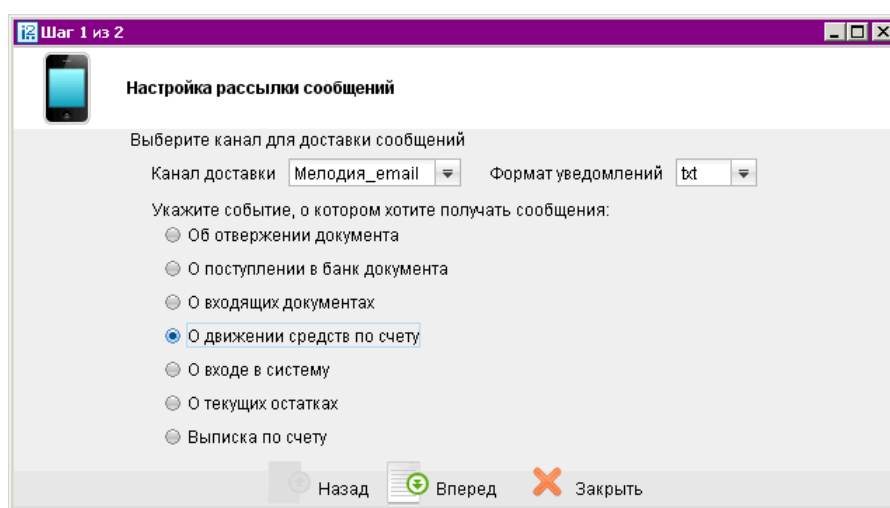 Шаг 1 из 2
Настройка рассылки сообщений
Выберите канал для доставки сообщений
Канал доставки Мелодия_email Формат уведомлений txt
Укажите событие, о котором хотите получать сообщения:
Об отвержении документа
О поступлении в банк документа
О входящих документах
О движении средств по счету
О входе в систему
О текущих остатках
Выписка по счету
Назад Вперед Закрыть